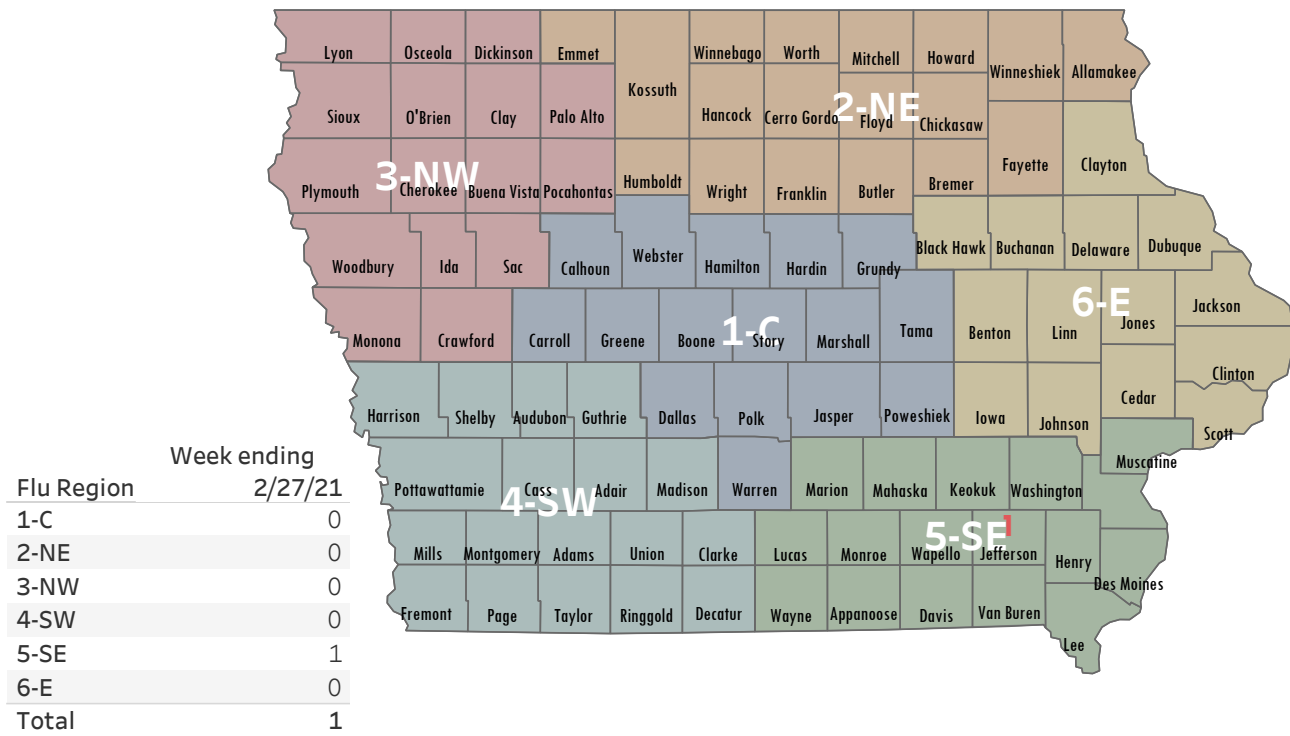 Lyon Osceola Dickinson Emmet Winnebago Worth Mitchell Howard Winneshiek Allamakee
Kossuth
Sioux O'Brien Clay Palo Alto Hancock Cerro Gordo Floyd Chickasaw
2-NE
Plymouth Cherokee Buena Vista Pocahontas Humboldt Wright Franklin Butler Bremer Fayette Clayton
3-NW
Woodbury Ida Sac Calhoun Webster Hamilton Hardin Grundy Black Hawk Buchanan Delaware Dubuque
6-E
Monona Crawford Carroll Greene Boone Story Marshall Tama Benton Linn Jones Jackson
1-C
Clinton
Harrison Shelby Audubon Guthrie Dallas Polk Jasper Poweshiek Iowa Johnson Cedar Scott
Muscatine
Pottawattamie Cass Adair Madison Warren Marion Mahaska Keokuk Washington
4-SW
5-SE
1
Mills Montgomery Adams Union Clarke Lucas Monroe Wapello Jefferson Henry Des Moines
Fremont Page Taylor Ringgold Decatur Wayne Appanoose Davis Van Buren Lee
Week ending
Flu Region 2/27/21
1-C 0
2-NE 0
3-NW 0
4-SW 0
5-SE 1
6-E 0
Total 1